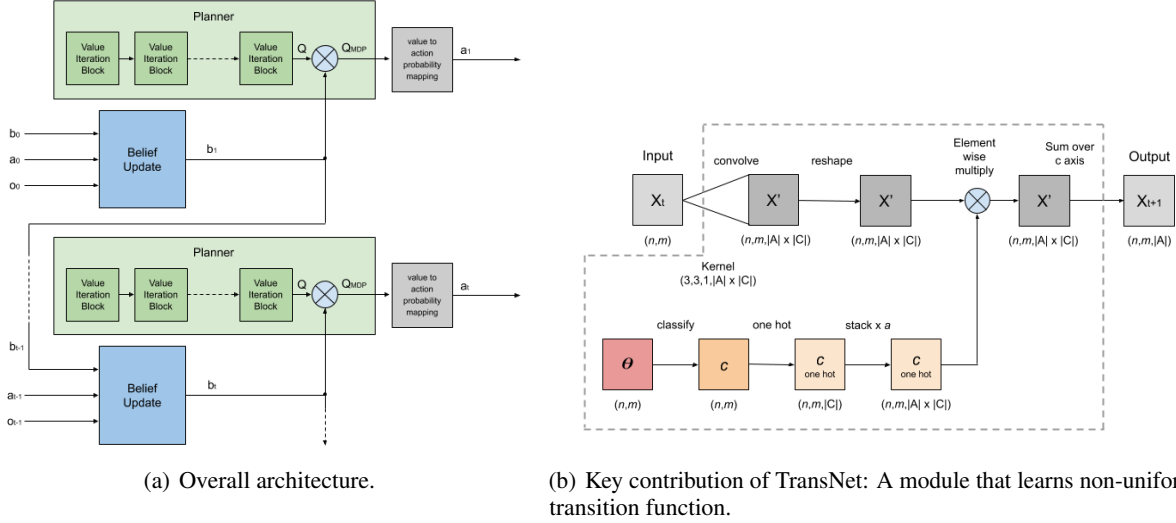 Planner
Value Iteration Block
Value Iteration Block
Value Iteration Block
Q
QMDP
value to action probability mapping
a1
b0
a0
o0
Belief Update
b1
Planner
Value Iteration Block
Value Iteration Block
Value Iteration Block
Q
QMDP
value to action probability mapping
at
bt-1
at-1
ot-1
Belief Update
bt
(a) Overall architecture.
Input
convolve
reshape
Element wise multiply
Sum over c axis
Output
Xt
X'
X'
X'
Xt+1
(n,m)
(n,m,|A| x |C|)
(n,m,|A| x |C|)
(n,m,|A| x |C|)
(n,m,|A|)
Kernel
(3,3,1,|A| x |C|)
classify
one hot
stack x a
θ
c
c
one hot
c
one hot
(n,m)
(n,m)
(n,m,|C|)
(n,m,|A| x |C|)
(b) Key contribution of TransNet: A module that learns non-unifor
transition function.